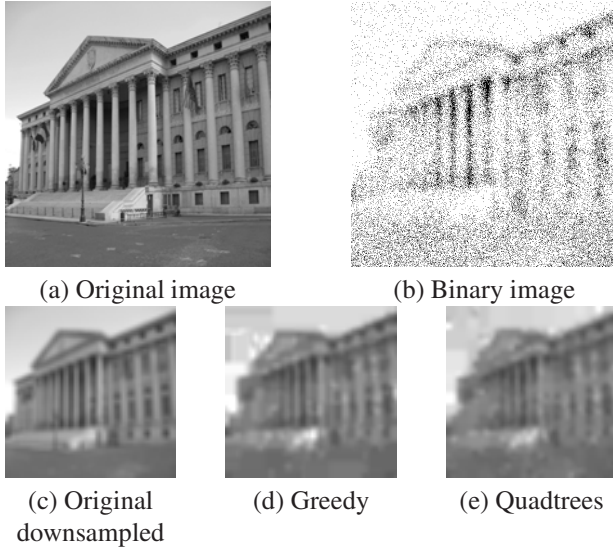 (a) Original image
(b) Binary image
(c) Original
downsampled
(d) Greedy
(e) Quadtrees